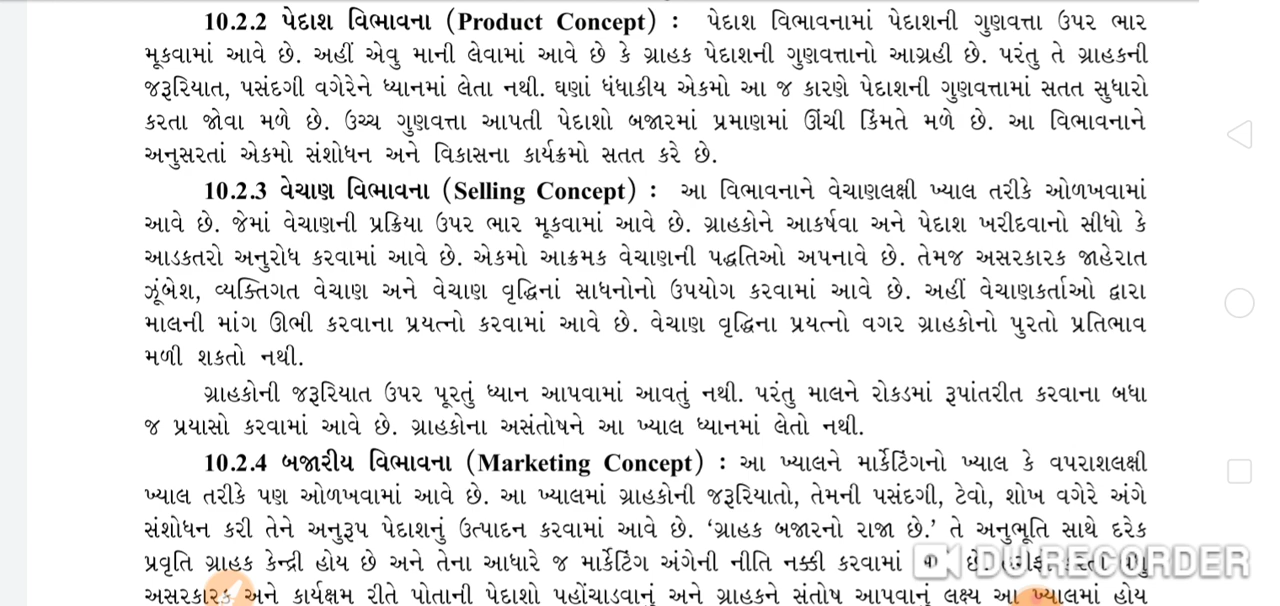 10.2.2 પેદાશ વિભાવના (Product Concept) : પેદાશ વિભાવનામાં પેદાશની ગુણવત્તા ઉપર ભાર
મૂકવામાં આવે છે. અહીં એવુ માની લેવામાં આવે છે કે ગ્રાહક પેદાશની ગુણવત્તાનો આગ્રહી છે. પરંતુ તે ગ્રાહકની
જરૂરિયાત, પસંદગી વગેરેને ધ્યાનમાં લેતા નથી. ઘણાં ધંધાકીય એકમો આ જ કારણે પેદાશની ગુણવત્તામાં સતત સુધારો
કરતા જોવા મળે છે. ઉચ્ચ ગુણવત્તા આપતી પેદાશો બજારમાં પ્રમાણમાં ઊંચી કિંમતે મળે છે. આ વિભાવનાને
અનુસરતાં એકમો સંશોધન અને વિકાસના કાર્યક્રમો સતત કરે છે.
10.2.3 વેચાણ વિભાવના (Selling Concept) : આ વિભાવનાને વેચાણલક્ષી ખ્યાલ તરીકે ઓળખવામાં
આવે છે. જેમાં વેચાણની પ્રક્રિયા ઉપર ભાર મૂકવામાં આવે છે. ગ્રાહકોને આકર્ષવા અને પેદાશ ખરીદવાનો સીધો કે
આડકતરો અનુરોધ કરવામાં આવે છે. એકમો આક્રમક વેચાણની પદ્ધતિઓ અપનાવે છે. તેમજ અસરકારક જાહેરાત
ઝૂંબેશ, વ્યક્તિગત વેચાણ અને વેચાણ વૃદ્ધિનાં સાધનોનો ઉપયોગ કરવામાં આવે છે. અહીં વેચાણકર્તાઓ દ્વારા
માલની માંગ ઊભી કરવાના પ્રયત્નો કરવામાં આવે છે. વેચાણ વૃદ્ધિના પ્રયત્નો વગર ગ્રાહકોનો પુરતો પ્રતિભાવ
મળી શકતો નથી.
ગ્રાહકોની જરૂરિયાત ઉપર પૂરતું ધ્યાન આપવામાં આવતું નથી. પરંતુ માલને રોકડમાં રૂપાંતરીત કરવાના બધા
જ પ્રયાસો કરવામાં આવે છે. ગ્રાહકોના અસંતોષને આ ખ્યાલ ધ્યાનમાં લેતો નથી.
10.2.4 બજારીય વિભાવના (Marketing Concept) : આ ખ્યાલને માર્કેટિંગનો ખ્યાલ કે વપરાશલક્ષી
ખ્યાલ તરીકે પણ ઓળખવામાં આવે છે. આ ખ્યાલમાં ગ્રાહકોની જરૂરિયાતો, તેમની પસંદગી, ટેવો, શોખ વગેરે અંગે
સંશોધન કરી તેને અનુરૂપ પેદાશનું ઉત્પાદન કરવામાં આવે છે. ‘ગ્રાહક બજારનો રાજા છે.’ તે અનુભૂતિ સાથે દરેક
પ્રવૃતિ ગ્રાહક કેન્દ્રી હોય છે અને તેના આધારે જ માર્કેટિંગ અંગેની નીતિ નક્કી કરવામાં છે. DU RECORDER
અસરકારક અને કાર્યક્ષમ રીતે પોતાની પેદાશો પહોંચાડવાનું અને ગ્રાહકને સંતોષ આપવાનું લક્ષ્ય આ ખ્યાલમાં હોય